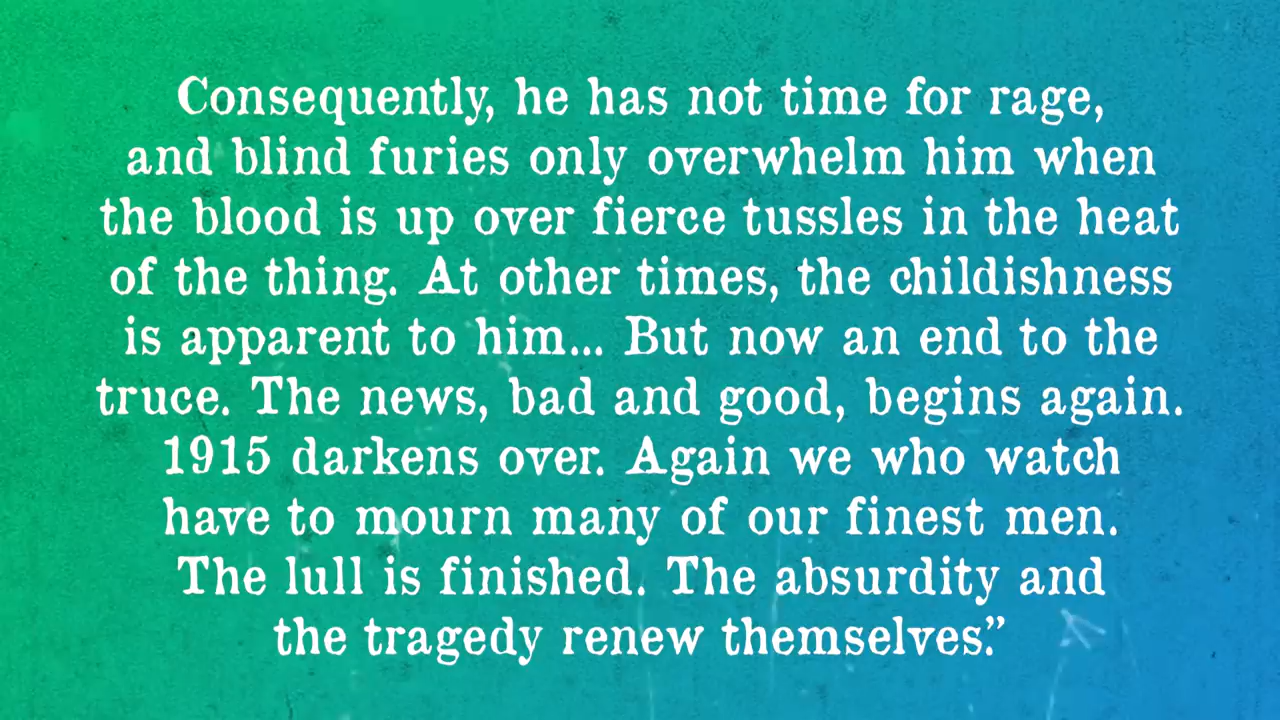 Consequently, he has not time for rage,
and blind furies only overwhelm him when
the blood is up over fierce tussles in the heat
of the thing. At other times, the childishness
is apparent to him... But now an end to the
truce. The news, bad and good, begins again.
1915 darkens over. Again we who watch
have to mourn many of our finest men.
The lull is finished. The absurdity and
the tragedy renew themselves.”